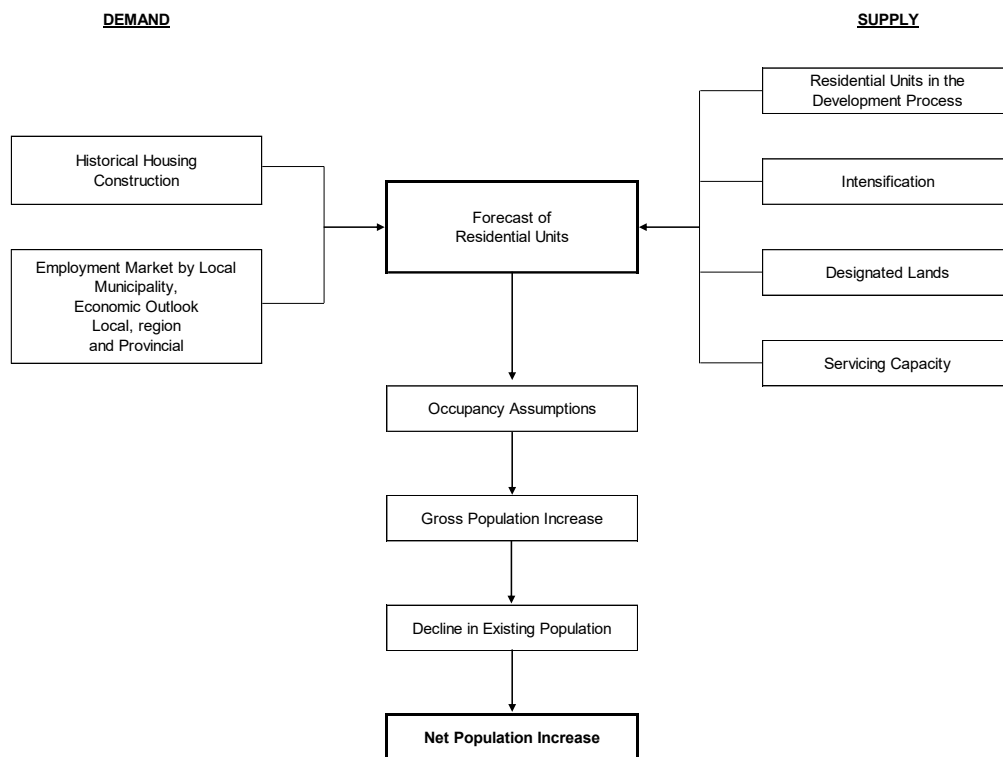 DEMAND
SUPPLY
Residential Units in the
Development Process
Historical Housing
Construction
Intensification
Forecast of
Residential Units
Employment Market by Local
Municipality,
Economic Outlook
Local, region
and Provincial
Designated Lands
Servicing Capacity
Occupancy Assumptions
Gross Population Increase
Decline in Existing Population
Net Population Increase